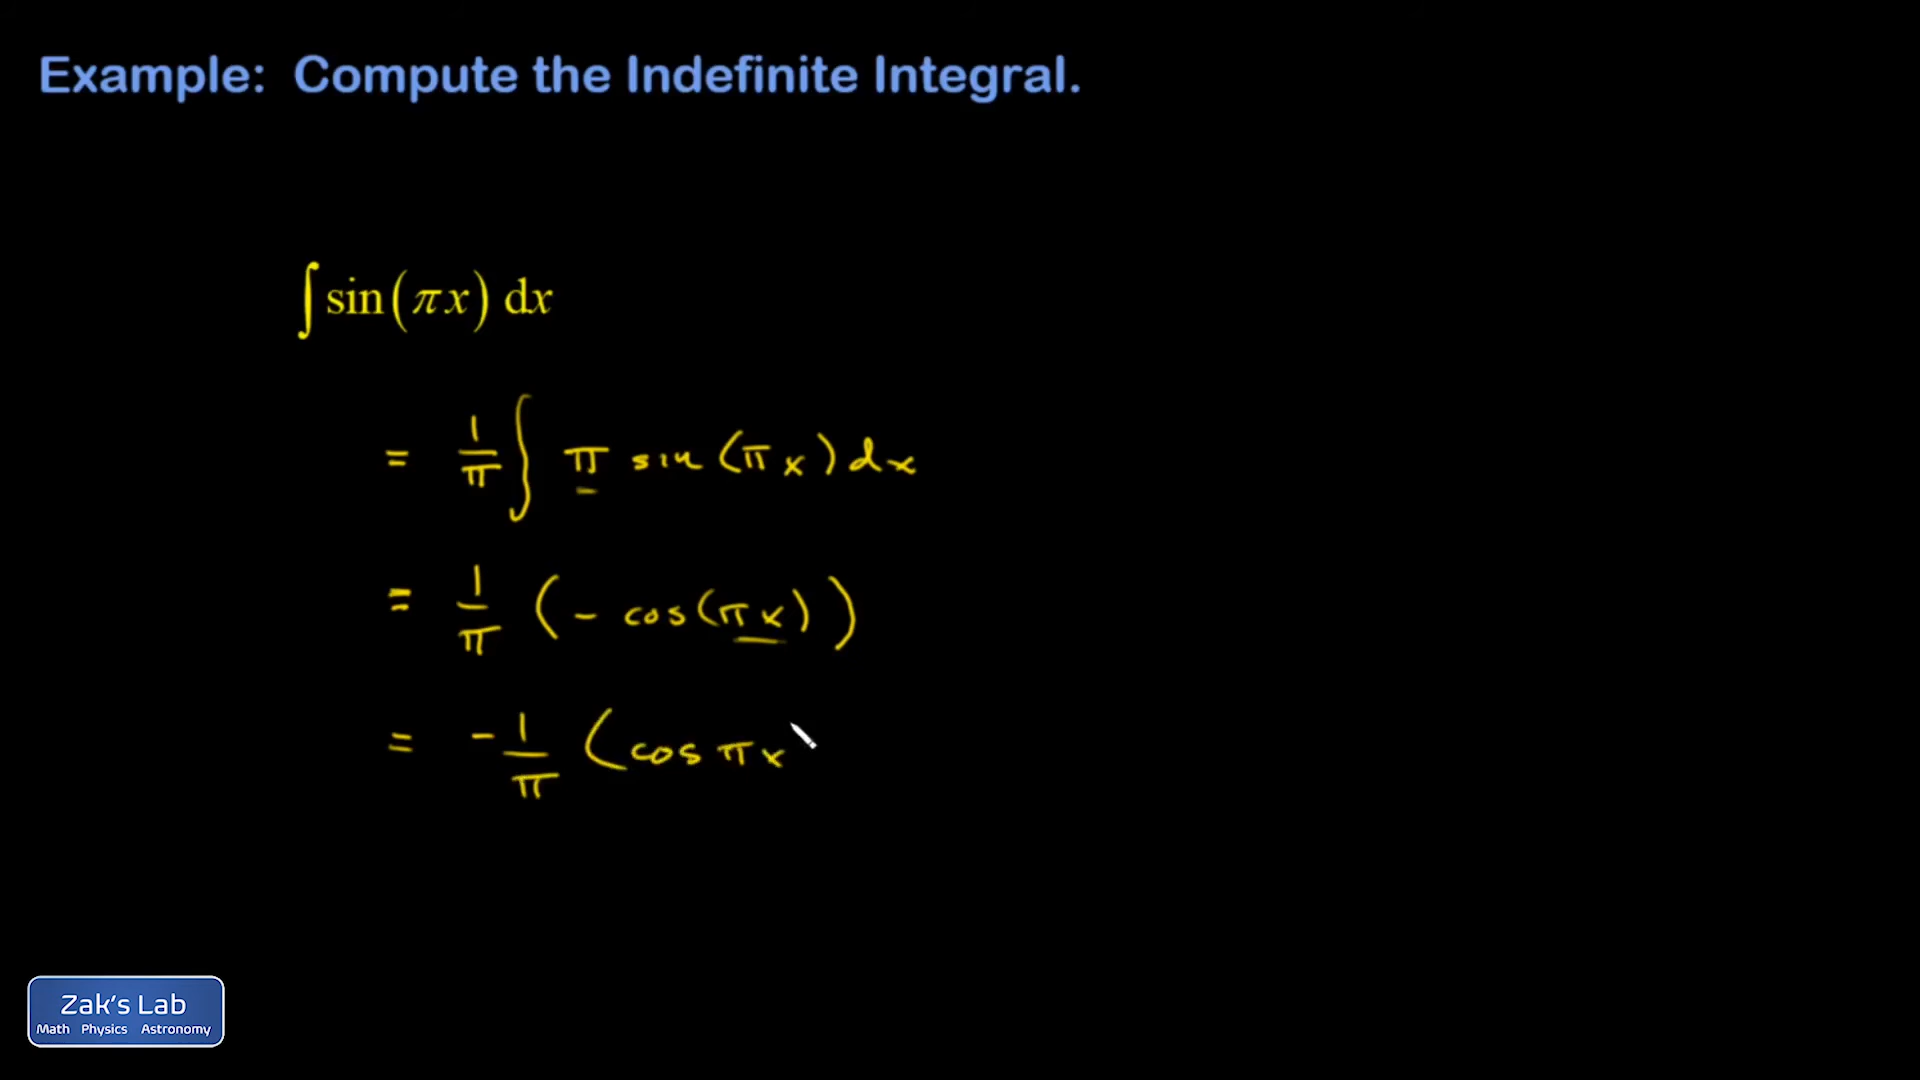 Example: Compute the Indefinite Integral.
∫ sin(πx) dx
= 1/π ∫ π sin(πx) dx
= 1/π (- cos(πx))
= - 1/π (cos πx
Zak's Lab
Math Physics Astronomy